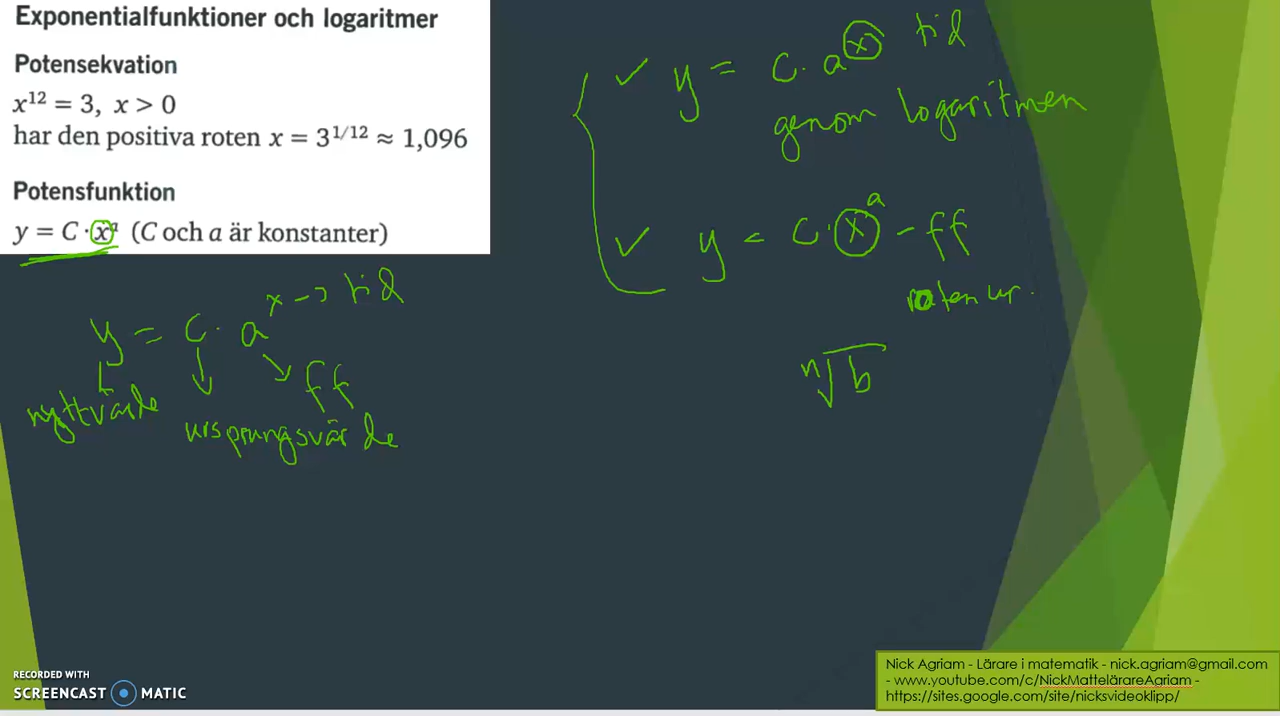 Exponentialfunktioner och logaritmer
Potensekvation
x¹² = 3, x > 0
har den positiva roten x = 3^{1/12} ≈ 1,096
Potensfunktion
y = C · xᵃ (C och a är konstanter)
y = C · a^x → tid
nyttvärde
ff
ursprungsvärde
✓ y = C · a^x tid
genom logaritmen
✓ y = C · x^a - ff
roten ur.
ⁿ√b
RECORDED WITH
SCREENCAST MATIC
Nick Agriam - Lärare i matematik - nick.agriam@gmail.com
- www.youtube.com/c/NickMattelärareAgriam -
https://sites.google.com/site/nicksvideoklipp/